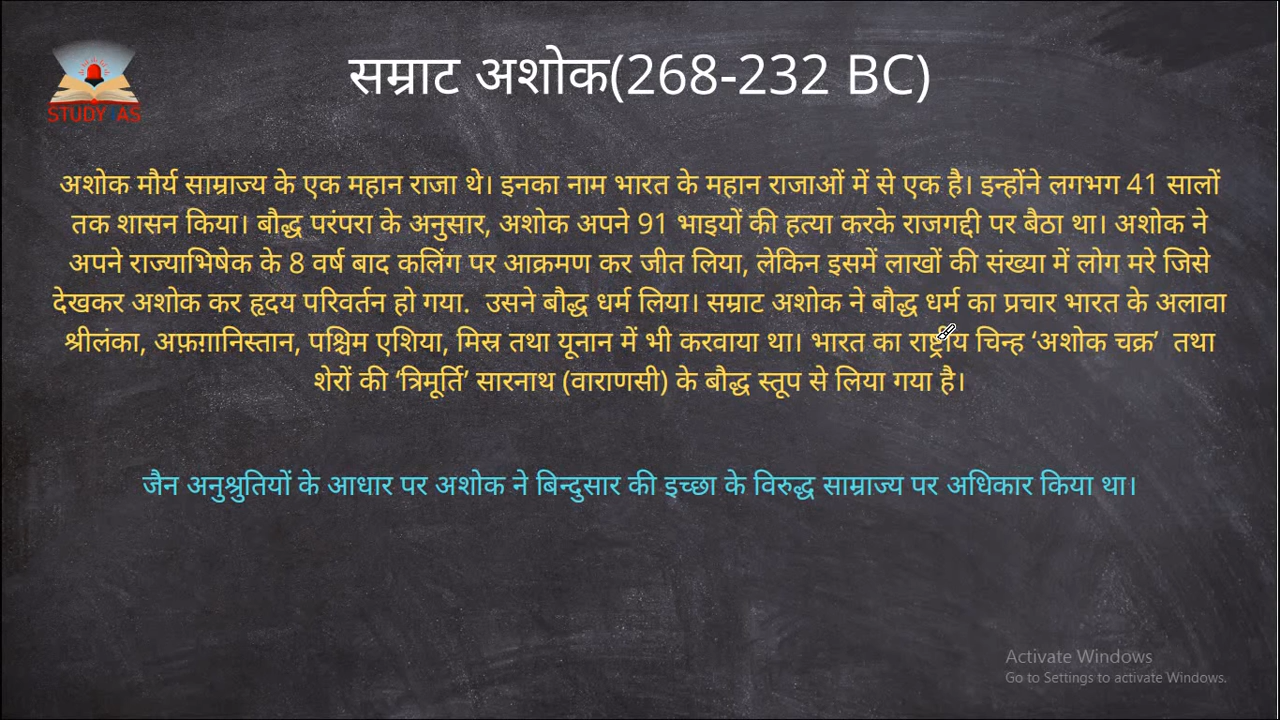 STUDY AS
सम्राट अशोक(268-232 BC)
अशोक मौर्य साम्राज्य के एक महान राजा थे। इनका नाम भारत के महान राजाओं में से एक है। इन्होंने लगभग 41 सालों
तक शासन किया। बौद्ध परंपरा के अनुसार, अशोक अपने 91 भाइयों की हत्या करके राजगद्दी पर बैठा था। अशोक ने
अपने राज्याभिषेक के 8 वर्ष बाद कलिंग पर आक्रमण कर जीत लिया, लेकिन इसमें लाखों की संख्या में लोग मरे जिसे
देखकर अशोक कर हृदय परिवर्तन हो गया. उसने बौद्ध धर्म लिया। सम्राट अशोक ने बौद्ध धर्म का प्रचार भारत के अलावा
श्रीलंका, अफ़ग़ानिस्तान, पश्चिम एशिया, मिस्र तथा यूनान में भी करवाया था। भारत का राष्ट्रीय चिन्ह ‘अशोक चक्र’ तथा
शेरों की ‘त्रिमूर्ति’ सारनाथ (वाराणसी) के बौद्ध स्तूप से लिया गया है।
जैन अनुश्रुतियों के आधार पर अशोक ने बिन्दुसार की इच्छा के विरुद्ध साम्राज्य पर अधिकार किया था।
Activate Windows
Go to Settings to activate Windows.